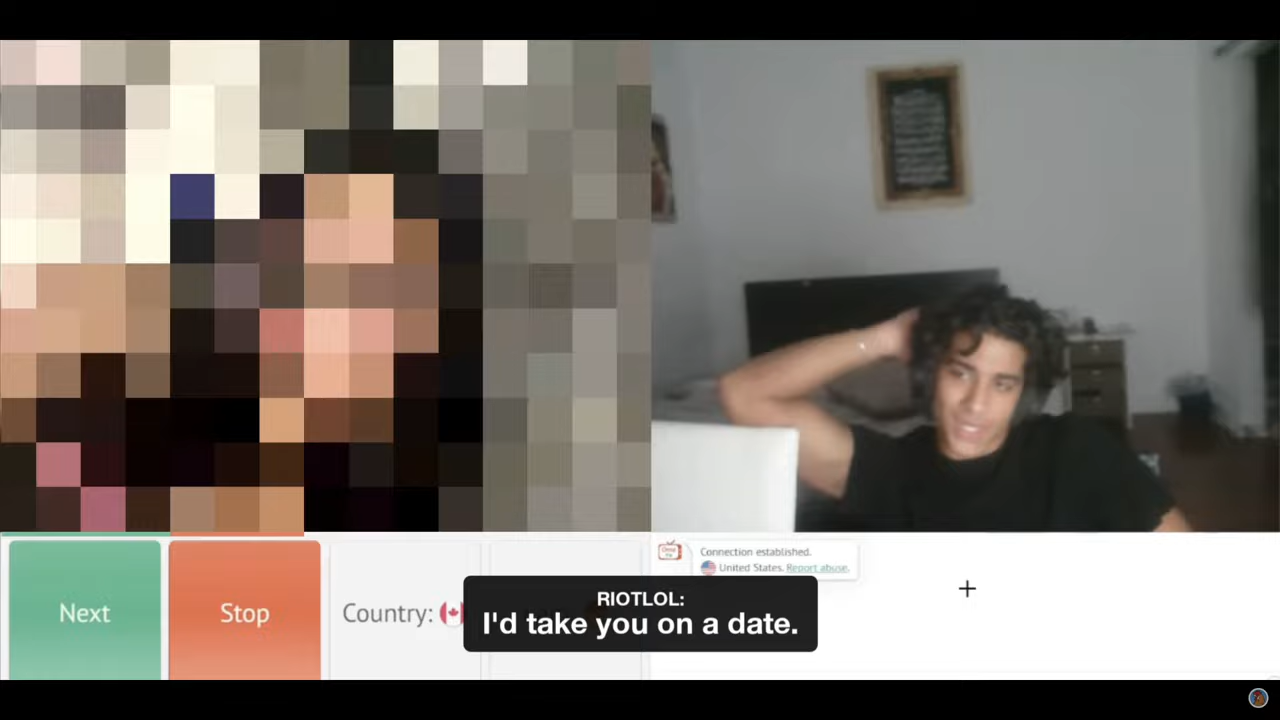 Connection established.
United States. Report abuse.
Next
Stop
Country:
RIOTLOL:
I'd take you on a date.